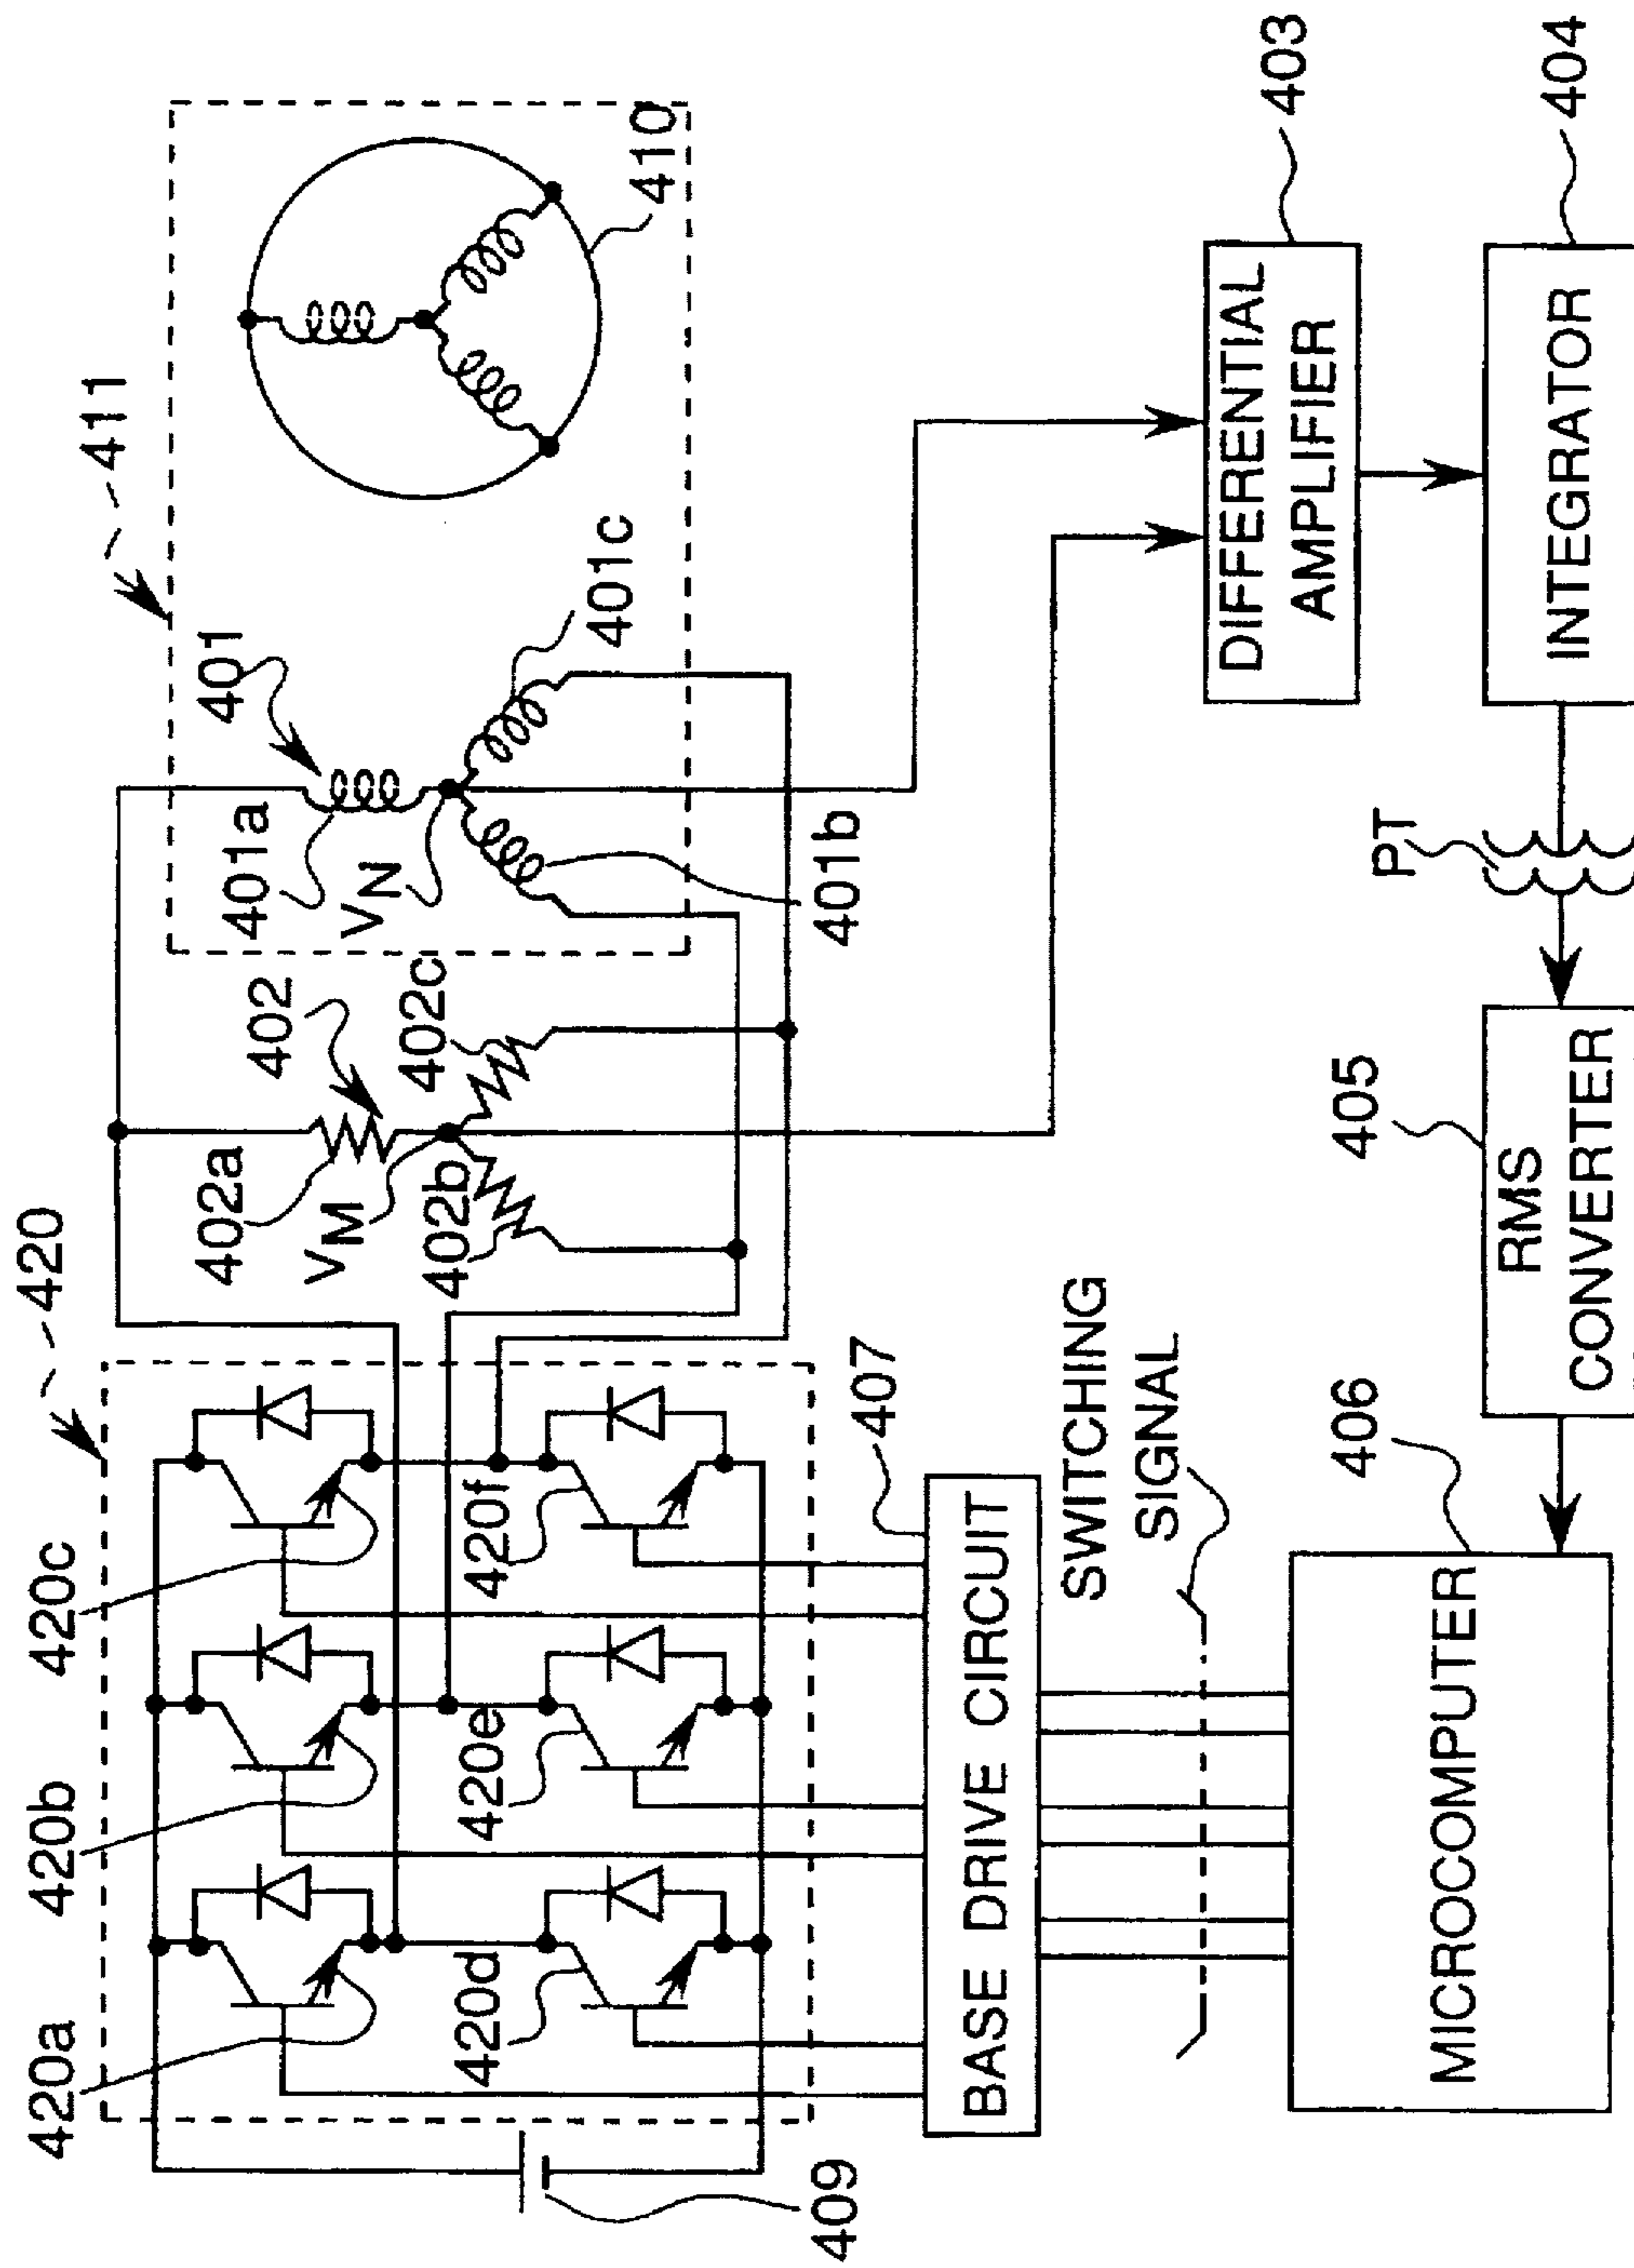 420
420a
420b
420c
420d
420e
420f
409
402
402a
VM
402b
402c
411
401
401a
VN
401b
401c
410
407
BASE DRIVE CIRCUIT
SWITCHING
SIGNAL
MICROCOMPUTER
406
405
RMS
CONVERTER
PT
DIFFERENTIAL
AMPLIFIER
403
INTEGRATOR
404